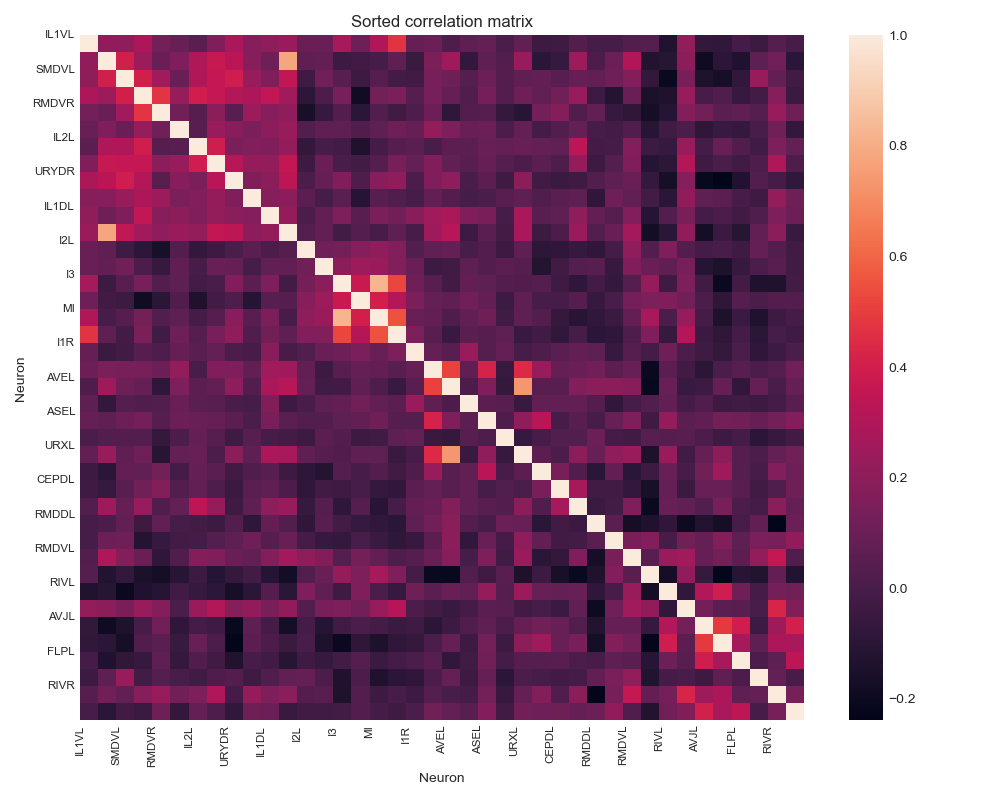 Sorted correlation matrix
IL1VL
SMDVL
RMDVR
IL2L
URYDR
IL1DL
I2L
I3
MI
I1R
AVEL
ASEL
URXL
CEPDL
RMDDL
RMDVL
RIVL
AVJL
FLPL
RIVR
Neuron
IL1VL
SMDVL
RMDVR
IL2L
URYDR
IL1DL
I2L
I3
MI
I1R
AVEL
ASEL
URXL
CEPDL
RMDDL
RMDVL
RIVL
AVJL
FLPL
RIVR
Neuron
1.0
0.8
0.6
0.4
0.2
0.0
−0.2